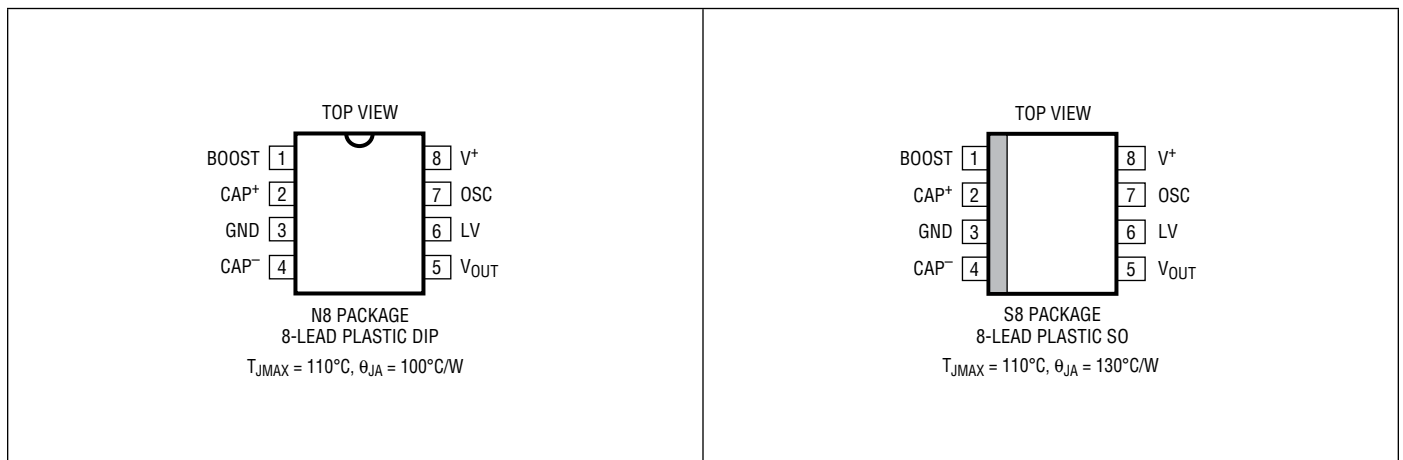 TOP VIEW
BOOST 1
CAP+ 2
GND 3
CAP– 4
8 V+
7 OSC
6 LV
5 VOUT
N8 PACKAGE
8-LEAD PLASTIC DIP
TJMAX = 110°C, θJA = 100°C/W
TOP VIEW
BOOST 1
CAP+ 2
GND 3
CAP– 4
8 V+
7 OSC
6 LV
5 VOUT
S8 PACKAGE
8-LEAD PLASTIC SO
TJMAX = 110°C, θJA = 130°C/W